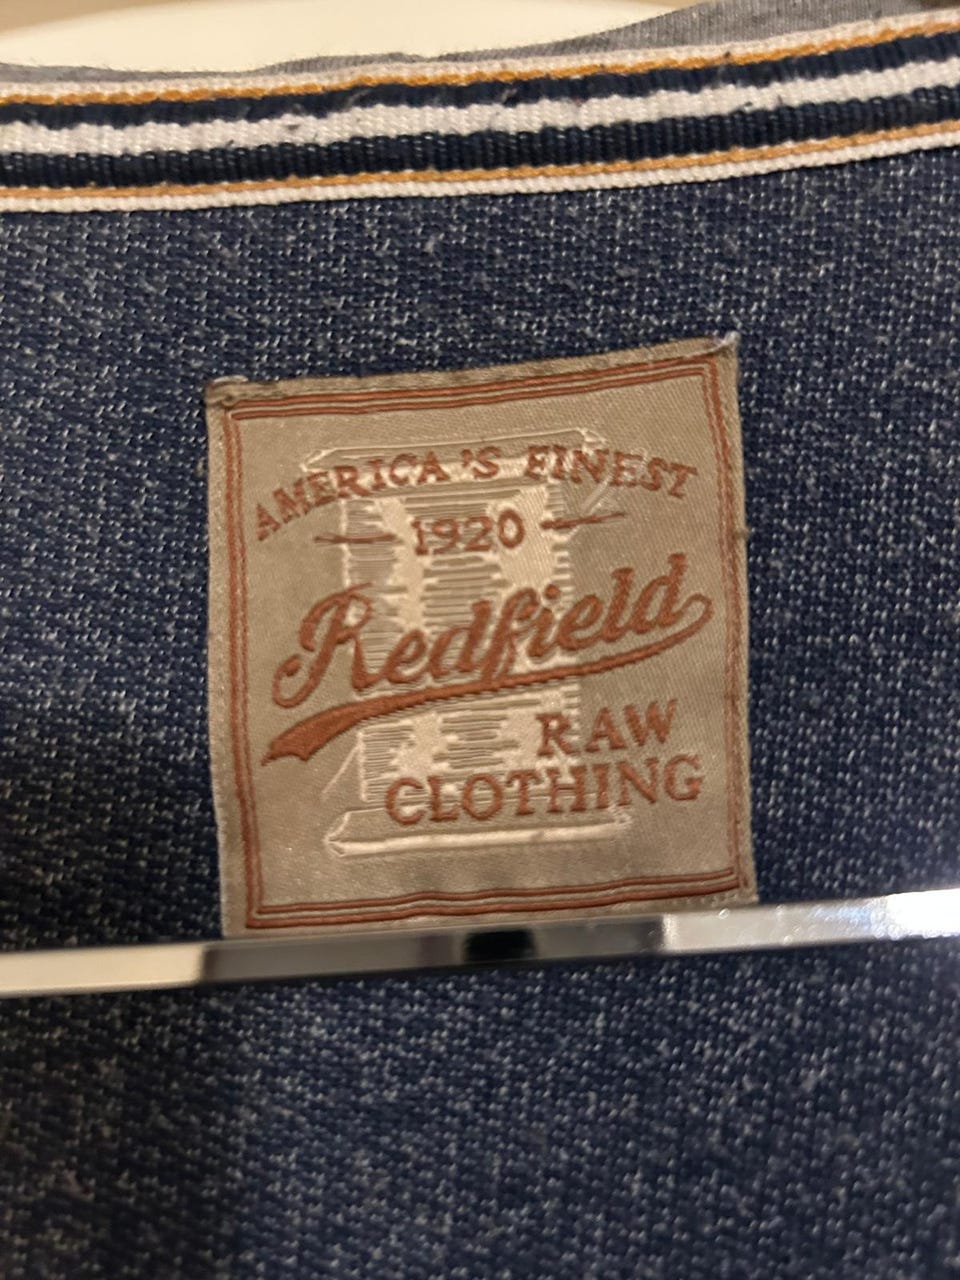 AMERICA'S FINEST
1920
Redfield
RAW
CLOTHING